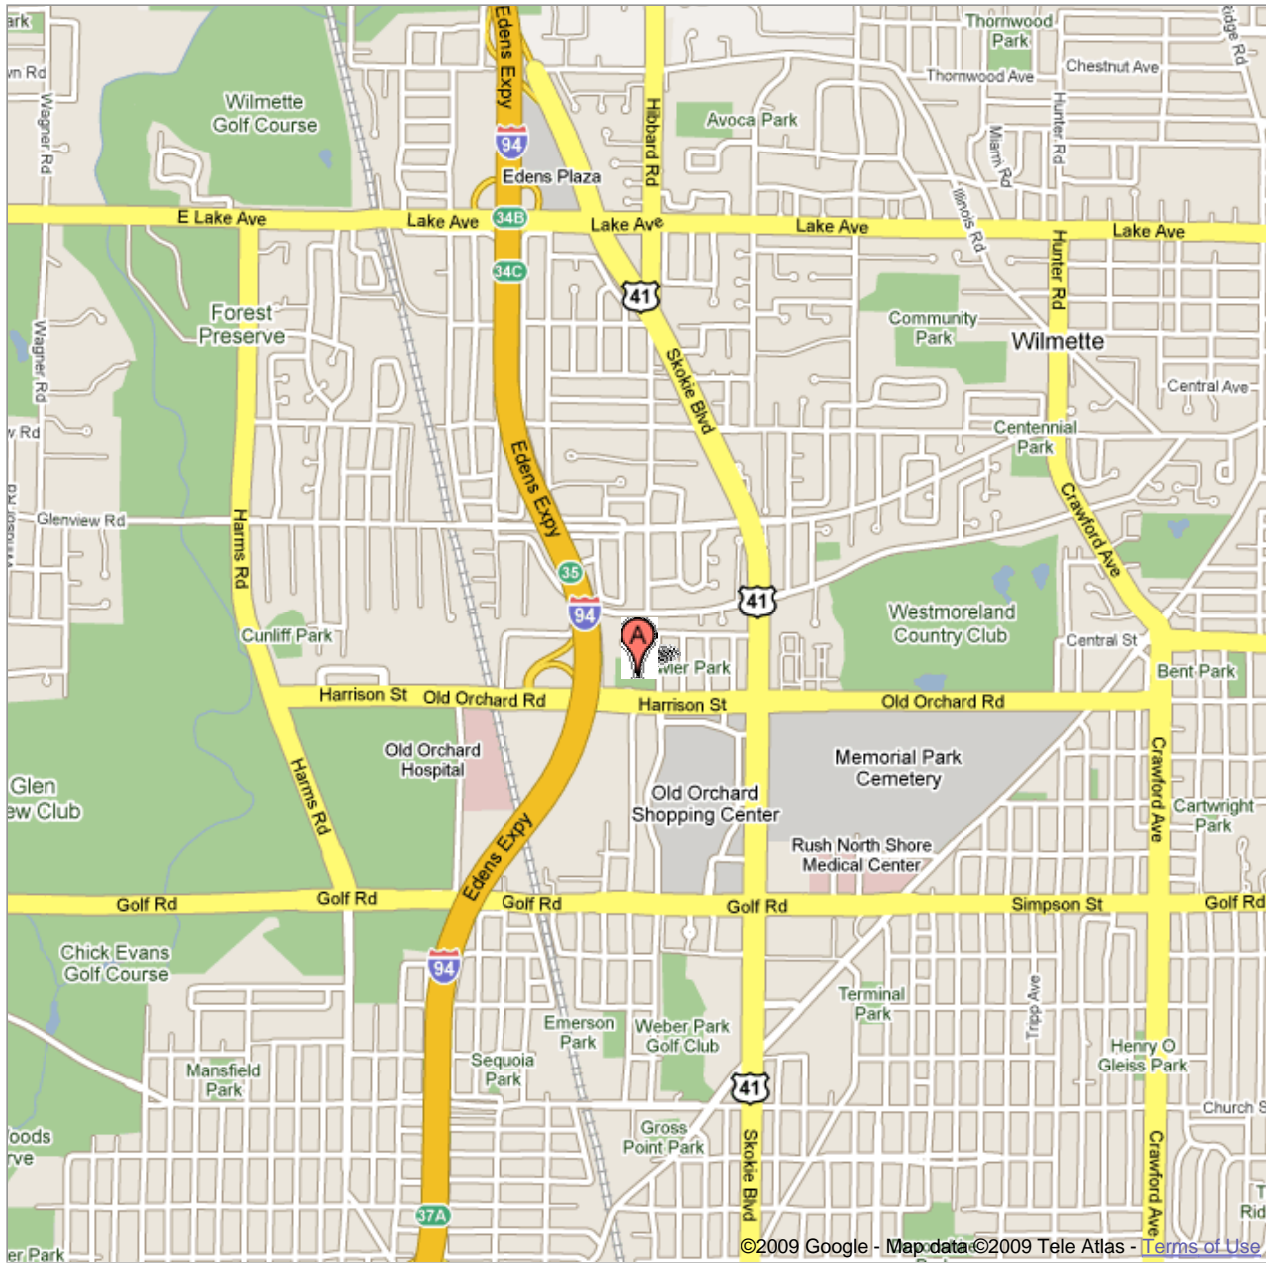 Thornwood
Park
Ridge Rd
Edens Expy
Chestnut Ave
Thornwood Ave
Wagner Rd
Wilmette
Golf Course
Hibbard Rd
Avoca Park
Hunter Rd
94
Miami Rd
Edens Plaza
Illinois Rd
E Lake Ave
Lake Ave
34B
Lake Ave
Lake Ave
Lake Ave
34C
Hunter Rd
41
Forest
Preserve
Community
Park
Wilmette
Wagner Rd
Skokie Blvd
Central Ave
Centennial
Park
Edens Expy
Glenview Rd
Harms Rd
Crawford Ave
35
94
41
Westmoreland
Country Club
Cunliff Park
A
Central St
Bent Park
Harrison St
Old Orchard Rd
Harrison St
Old Orchard Rd
Old Orchard
Hospital
Memorial Park
Cemetery
Crawford Ave
Glen
ew Club
Harms Rd
Old Orchard
Shopping Center
Cartwright
Park
Edens Expy
Rush North Shore
Medical Center
Golf Rd
Golf Rd
Golf Rd
Golf Rd
Simpson St
Golf Rd
Chick Evans
Golf Course
94
Terminal
Park
Tripp Ave
Emerson
Park
Weber Park
Golf Club
Henry O
Gleiss Park
Sequoia
Park
Mansfield
Park
41
Church S
Gross
Point Park
Skokie Blvd
Crawford Ave
37A
er Park
©2009 Google - Map data ©2009 Tele Atlas - Terms of Use